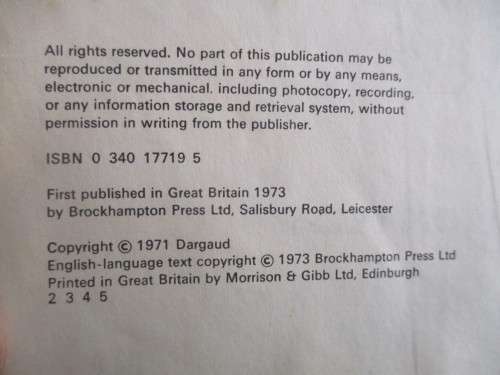 All rights reserved. No part of this publication may be
reproduced or transmitted in any form or by any means,
electronic or mechanical. including photocopy, recording,
or any information storage and retrieval system, without
permission in writing from the publisher.
ISBN 0 340 17719 5
First published in Great Britain 1973
by Brockhampton Press Ltd, Salisbury Road, Leicester
Copyright © 1971 Dargaud
English-language text copyright © 1973 Brockhampton Press Ltd
Printed in Great Britain by Morrison & Gibb Ltd, Edinburgh
2 3 4 5